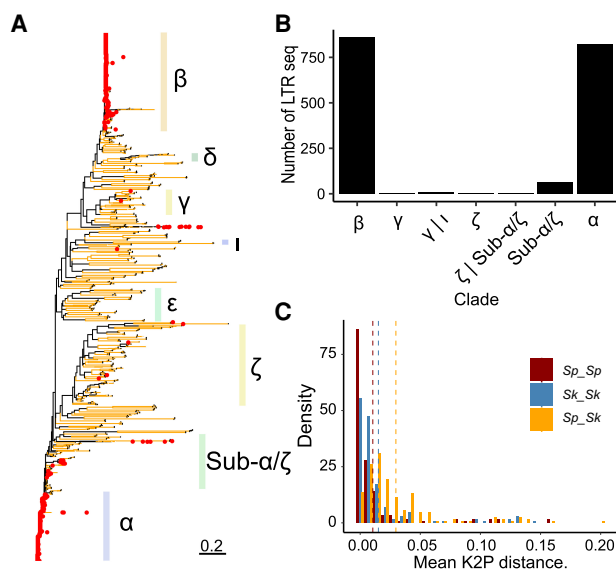 A
β
δ
γ
ι
ε
ζ
Sub-α/ζ
α
0.2
B
Number of LTR seq
750
500
250
0
β
γ
γ | ι
ζ
ζ | Sub-α/ζ
Sub-α/ζ
α
Clade
C
Density
75
50
25
0
Sp_Sp
Sk_Sk
Sp_Sk
0.00
0.05
0.10
0.15
0.20
Mean K2P distance.